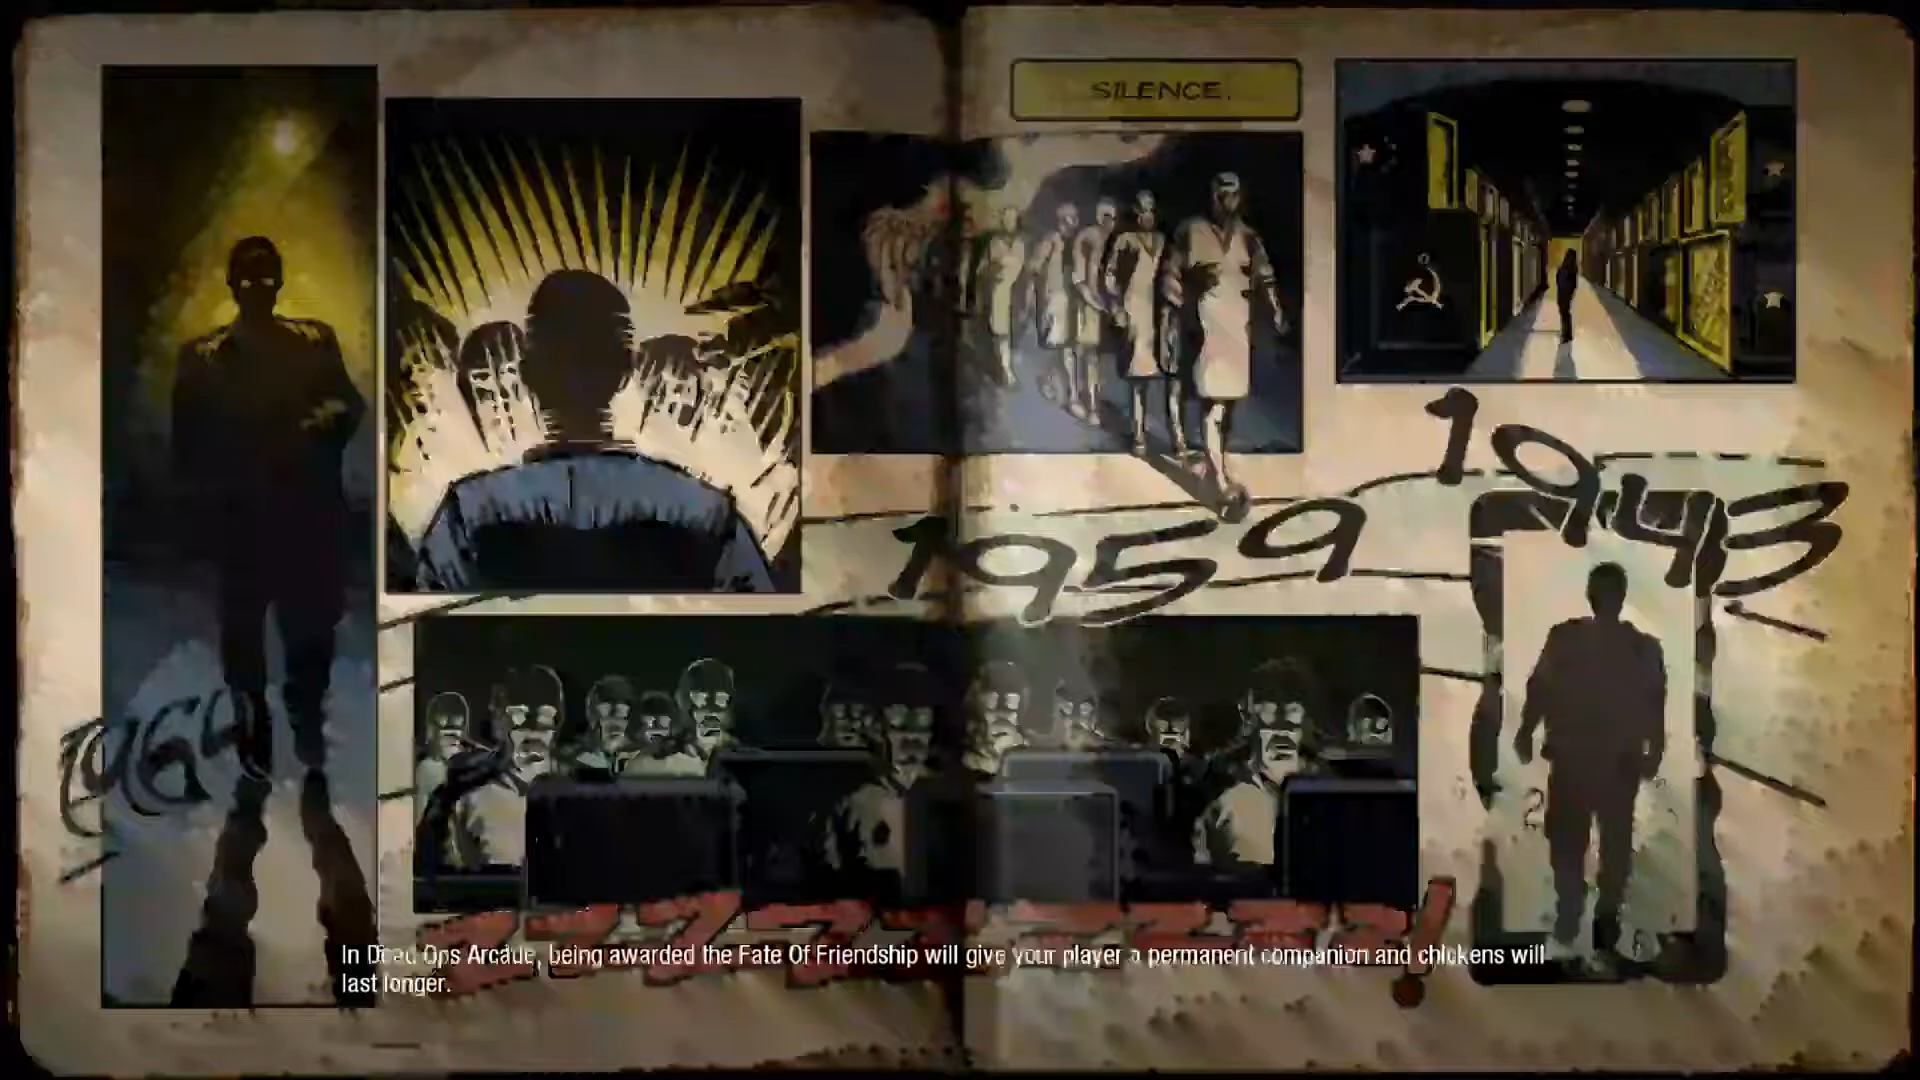 SILENCE.
1943
1959
1964
In Dead Ops Arcade, being awarded the Fate Of Friendship will give your player a permanent companion and chickens will
last longer.